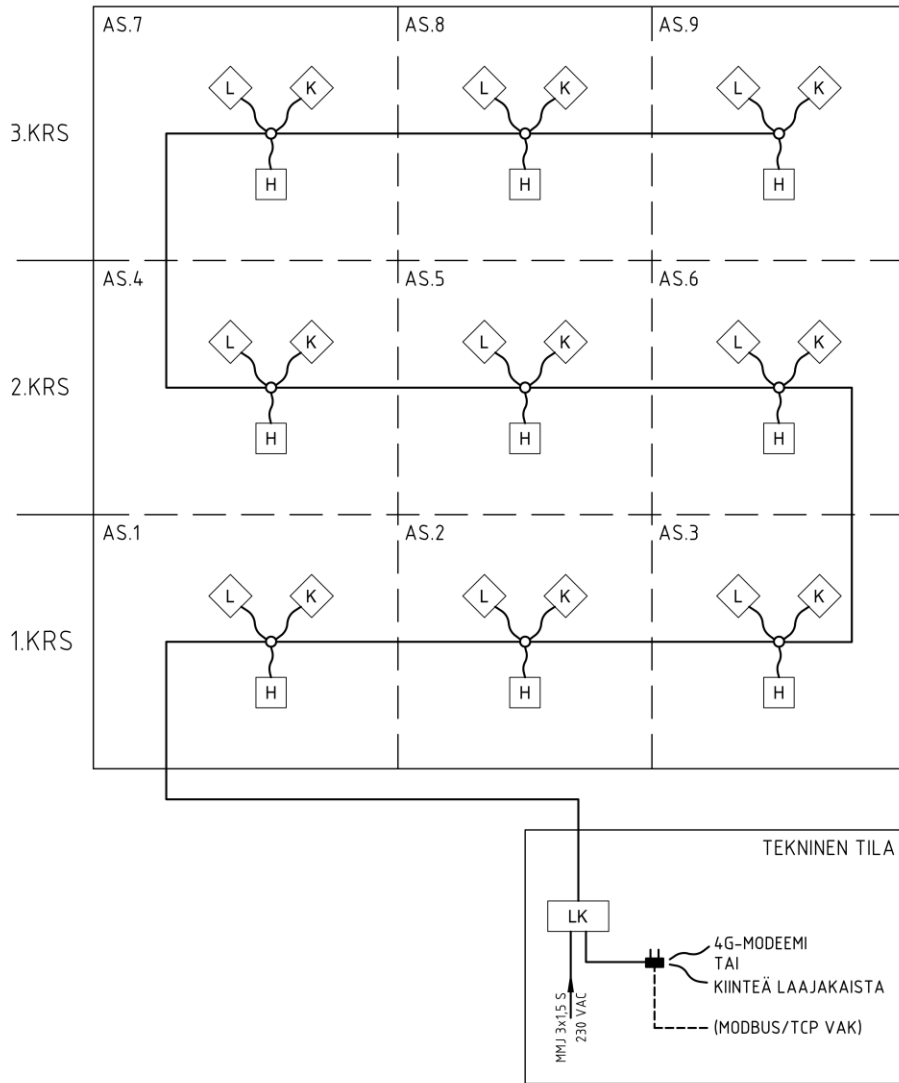 AS.7
AS.8
AS.9
L
K
L
K
L
K
3.KRS
H
H
H
AS.4
AS.5
AS.6
L
K
L
K
L
K
2.KRS
H
H
H
AS.1
AS.2
AS.3
L
K
L
K
L
K
1.KRS
H
H
H
TEKNINEN TILA
LK
4G-MODEEMI
TAI
KIINTEÄ LAAJAKAISTA
(MODBUS/TCP VAK)
MMJ 3x1,5 S
230 VAC